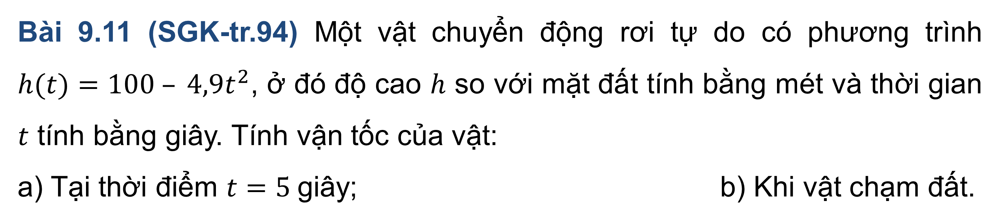 Bài 9.11 (SGK-tr.94) Một vật chuyển động rơi tự do có phương trình
h(t) = 100 – 4,9t², ở đó độ cao h so với mặt đất tính bằng mét và thời gian
t tính bằng giây. Tính vận tốc của vật:
a) Tại thời điểm t = 5 giây; b) Khi vật chạm đất.